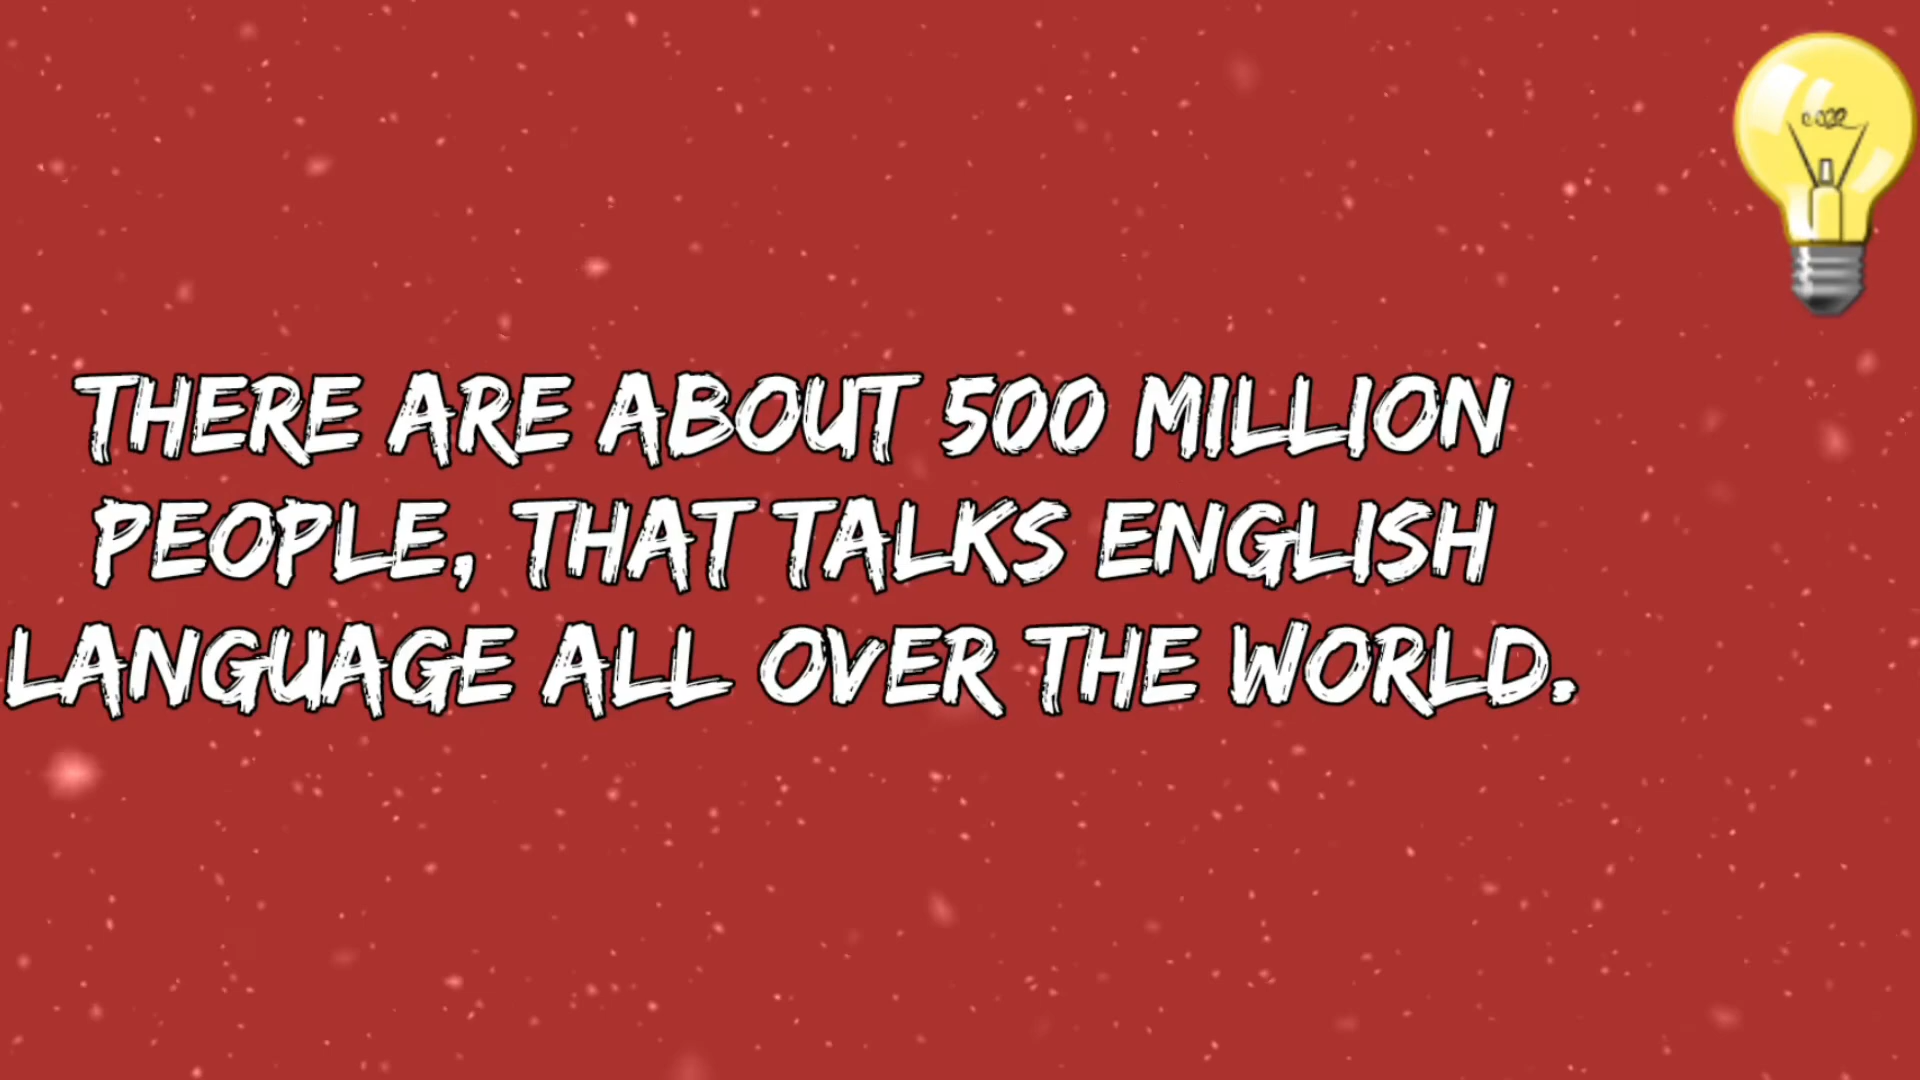 THERE ARE ABOUT 500 MILLION
PEOPLE, THAT TALKS ENGLISH
LANGUAGE ALL OVER THE WORLD.